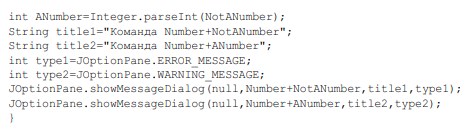 int ANumber=Integer.parseInt(NotANumber);
String title1="Команда Number+NotANumber";
String title2="Команда Number+ANumber";
int type1=JOptionPane.ERROR_MESSAGE;
int type2=JOptionPane.WARNING_MESSAGE;
JOptionPane.showMessageDialog(null,Number+NotANumber,title1,type1);
JOptionPane.showMessageDialog(null,Number+ANumber,title2,type2);
}